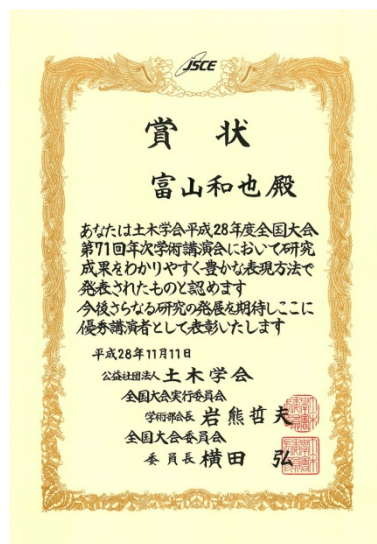 JSCE
賞 状
富山和也殿
あなたは土木学会平成28年度全国大会
第71回年次学術講演会において研究
成果をわかりやすく豊かな表現方法で
発表されたものと認めます
今後さらなる研究の発展を期待しここに
優秀講演者として表彰いたします
平成28年11月11日
公益社団法人 土木学会
全国大会実行委員会
学術部会長 岩熊哲夫
全国大会委員会
委員長 横田 弘